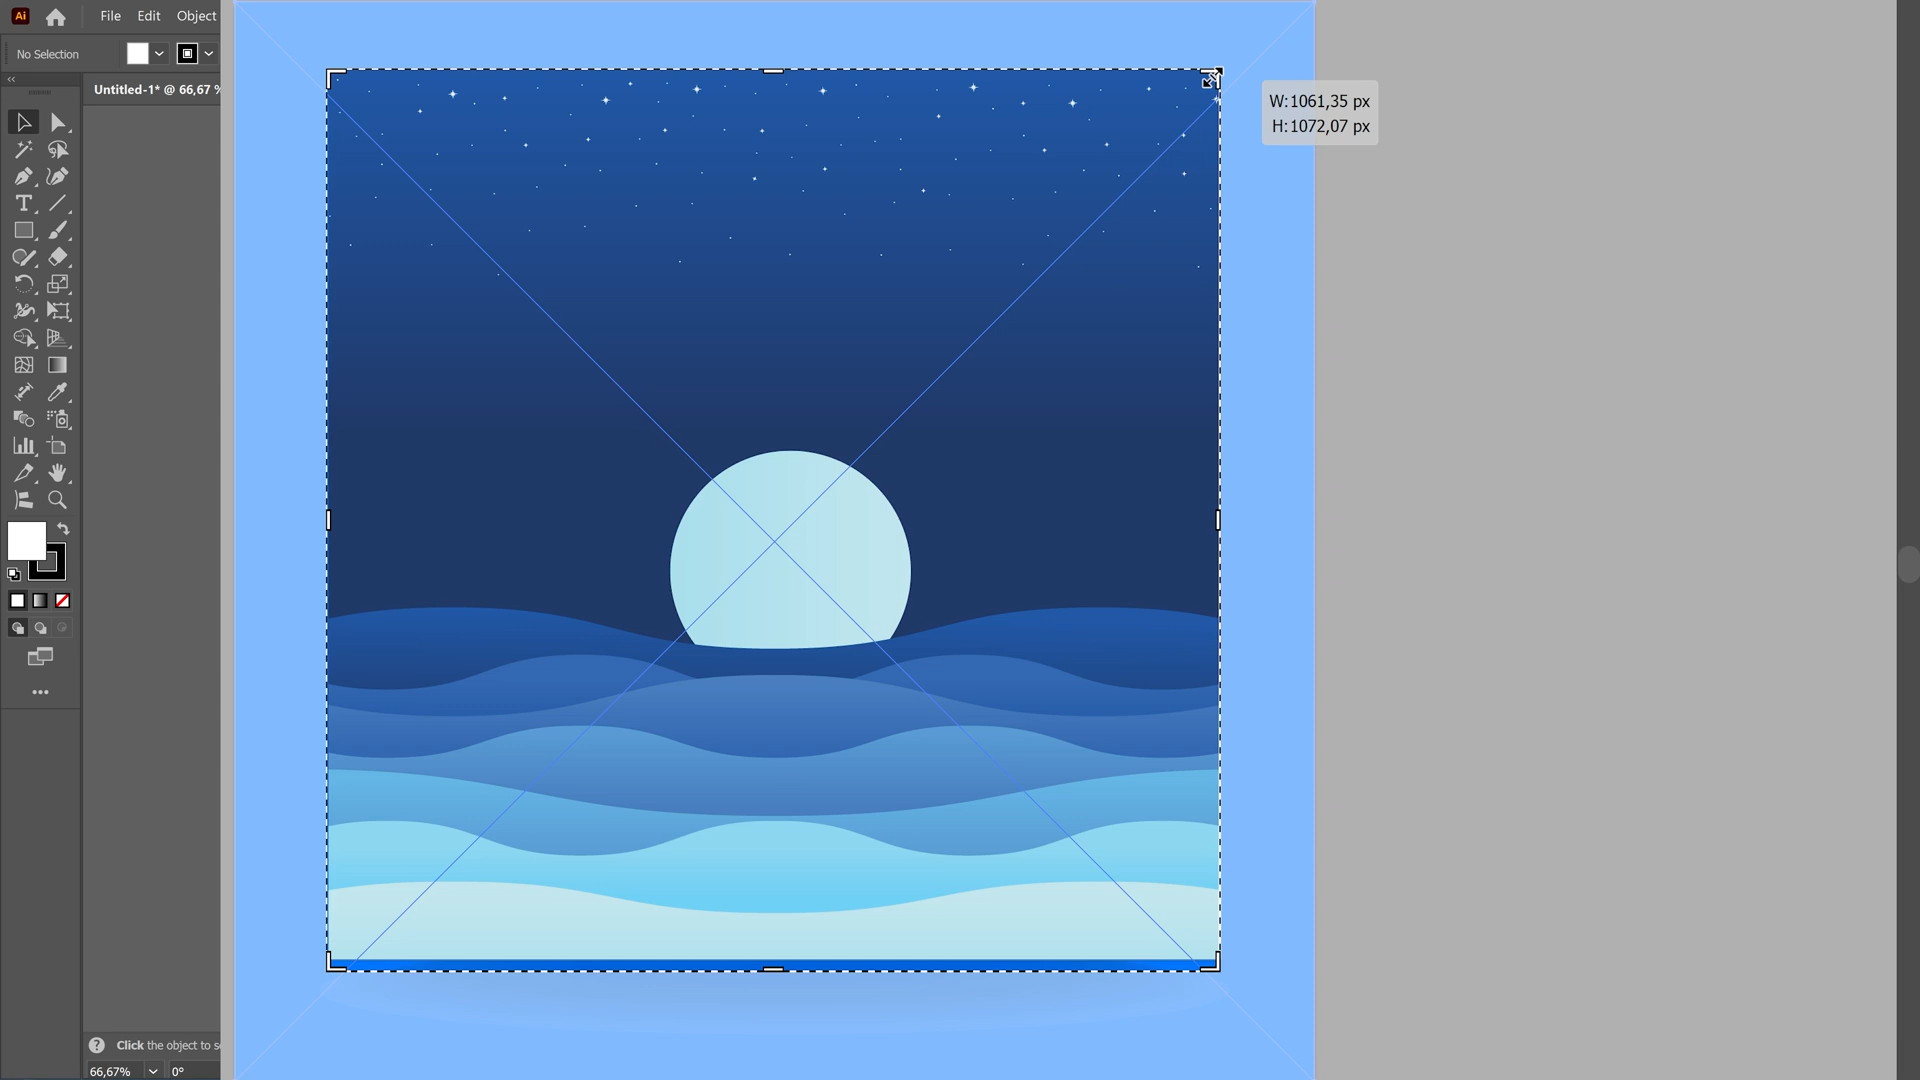 Ai File Edit Object
No Selection
Untitled-1* @ 66,67 %
W:1061,35 px
H:1072,07 px
Click the object to s
66,67% 0°